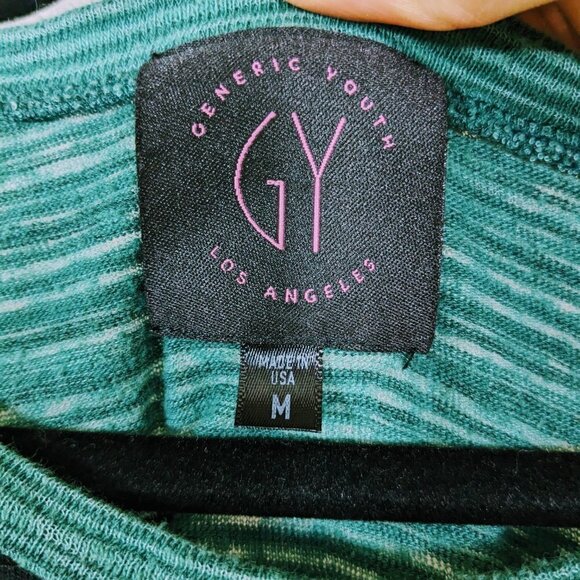 GENERIC YOUTH
GY
LOS ANGELES
MADE IN
USA
M